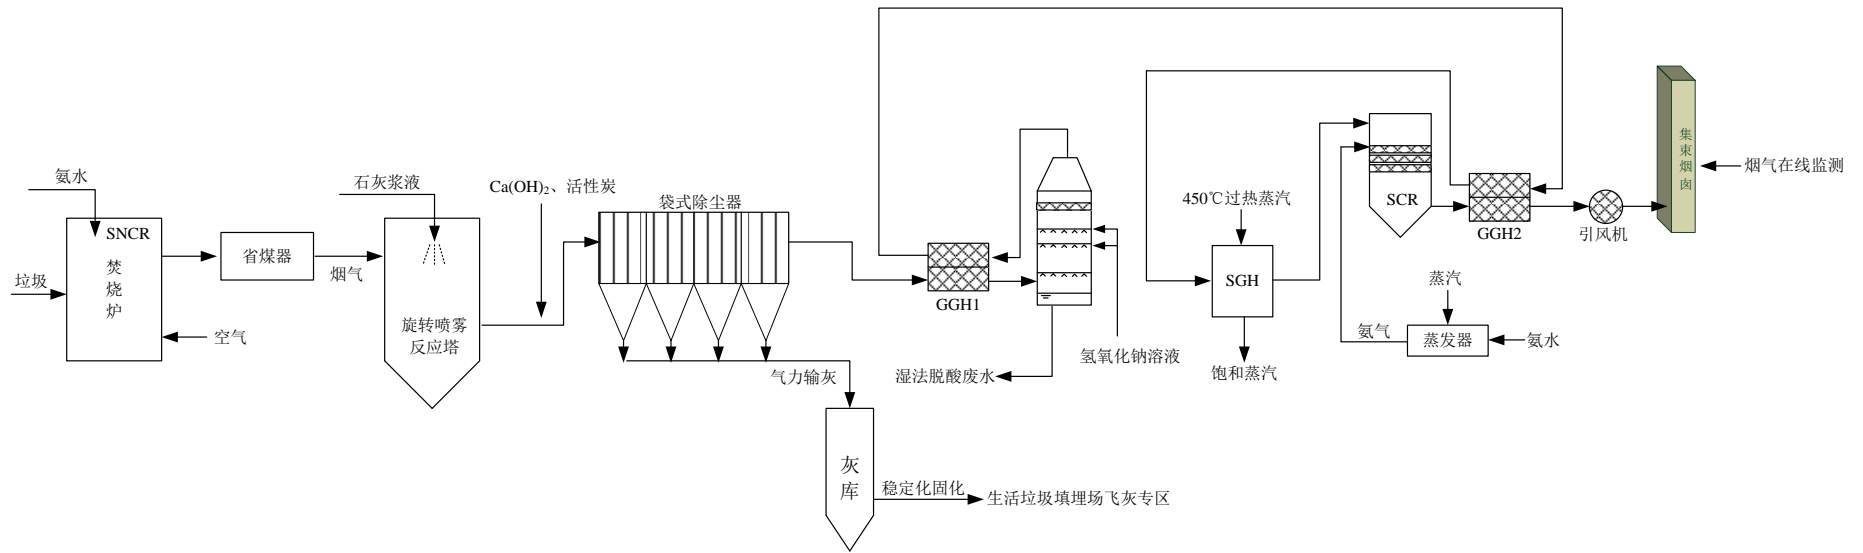 氨水
SNCR
焚
烧
炉
垃圾
空气
省煤器
烟气
石灰浆液
旋转喷雾
反应塔
Ca(OH)₂、活性炭
袋式除尘器
气力输灰
灰
库
稳定化固化
生活垃圾填埋场飞灰专区
GGH1
氢氧化钠溶液
湿法脱酸废水
450℃过热蒸汽
SGH
饱和蒸汽
SCR
GGH2
蒸汽
氨气
蒸发器
氨水
引风机
集
束
烟
囱
烟气在线监测